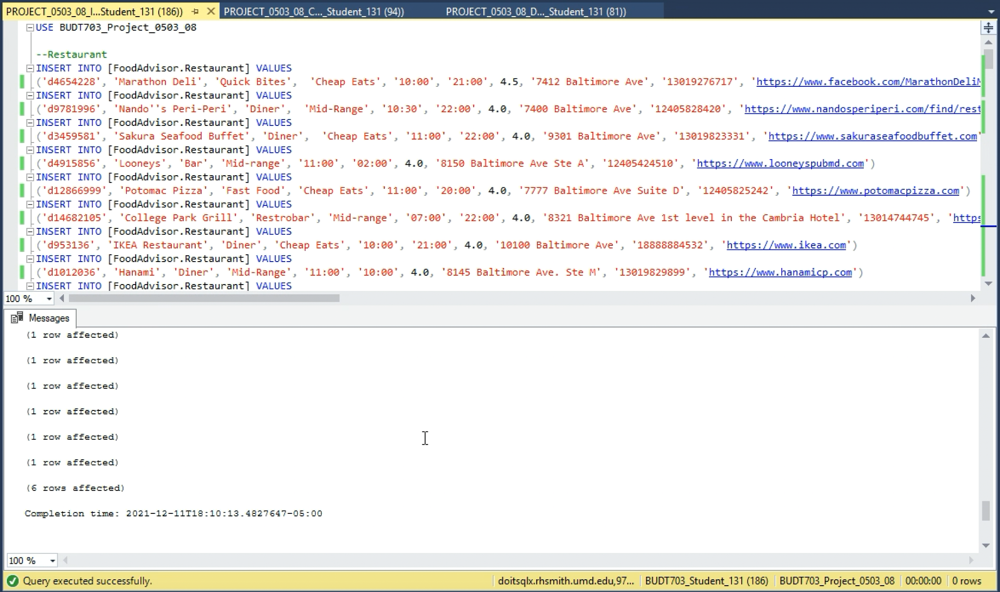 PROJECT_0503_08_I...Student_131 (186)) PROJECT_0503_08_C..._Student_131 (94)) PROJECT_0503_08_D..._Student_131 (81))
USE BUDT703_Project_0503_08
--Restaurant
INSERT INTO [FoodAdvisor.Restaurant] VALUES
('d4654228', 'Marathon Deli', 'Quick Bites', 'Cheap Eats', '10:00', '21:00', 4.5, '7412 Baltimore Ave', '13019276717', 'https://www.facebook.com/MarathonDeliM
INSERT INTO [FoodAdvisor.Restaurant] VALUES
('d9781996', 'Nando''s Peri-Peri', 'Diner', 'Mid-Range', '10:30', '22:00', 4.0, '7400 Baltimore Ave', '12405828420', 'https://www.nandosperiperi.com/find/rest
INSERT INTO [FoodAdvisor.Restaurant] VALUES
('d3459581', 'Sakura Seafood Buffet', 'Diner', 'Cheap Eats', '11:00', '22:00', 4.0, '9301 Baltimore Ave', '13019823331', 'https://www.sakuraseafoodbuffet.com'
INSERT INTO [FoodAdvisor.Restaurant] VALUES
('d4915856', 'Looneys', 'Bar', 'Mid-range', '11:00', '02:00', 4.0, '8150 Baltimore Ave Ste A', '12405424510', 'https://www.looneyspubmd.com')
INSERT INTO [FoodAdvisor.Restaurant] VALUES
('d12866999', 'Potomac Pizza', 'Fast Food', 'Cheap Eats', '11:00', '20:00', 4.0, '7777 Baltimore Ave Suite D', '12405825242', 'https://www.potomacpizza.com')
INSERT INTO [FoodAdvisor.Restaurant] VALUES
('d14682105', 'College Park Grill', 'Restrobar', 'Mid-range', '07:00', '22:00', 4.0, '8321 Baltimore Ave 1st level in the Cambria Hotel', '13014744745', 'https
INSERT INTO [FoodAdvisor.Restaurant] VALUES
('d953136', 'IKEA Restaurant', 'Diner', 'Cheap Eats', '10:00', '21:00', 4.0, '10100 Baltimore Ave', '18888884532', 'https://www.ikea.com')
INSERT INTO [FoodAdvisor.Restaurant] VALUES
('d1012036', 'Hanami', 'Diner', 'Mid-Range', '11:00', '10:00', 4.0, '8145 Baltimore Ave. Ste M', '13019829899', 'https://www.hanamicp.com')
INSERT INTO [FoodAdvisor.Restaurant] VALUES
100 %
Messages
(1 row affected)
(1 row affected)
(1 row affected)
(1 row affected)
(1 row affected)
(1 row affected)
(6 rows affected)
Completion time: 2021-12-11T18:10:13.4827647-05:00
100 %
Query executed successfully. doitsqlx.rhsmith.umd.edu,97... BUDT703_Student_131 (186) BUDT703_Project_0503_08 00:00:00 0 rows